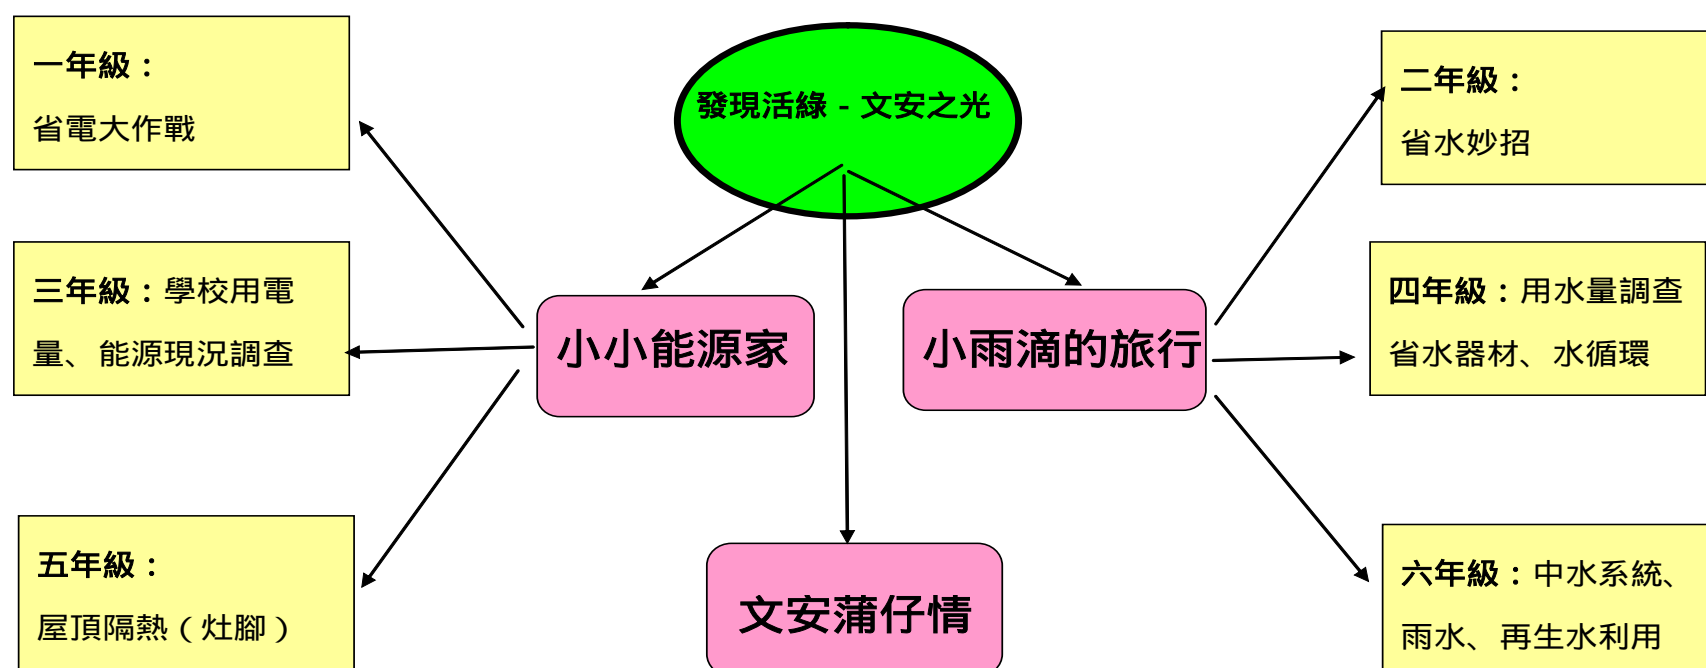 發現活綠 - 文安之光
一年級：
省電大作戰
二年級：
省水妙招
三年級：學校用電
量、能源現況調查
小小能源家
小雨滴的旅行
四年級：用水量調查
省水器材、水循環
五年級：
屋頂隔熱（灶腳）
文安蒲仔情
六年級：中水系統、
雨水、再生水利用